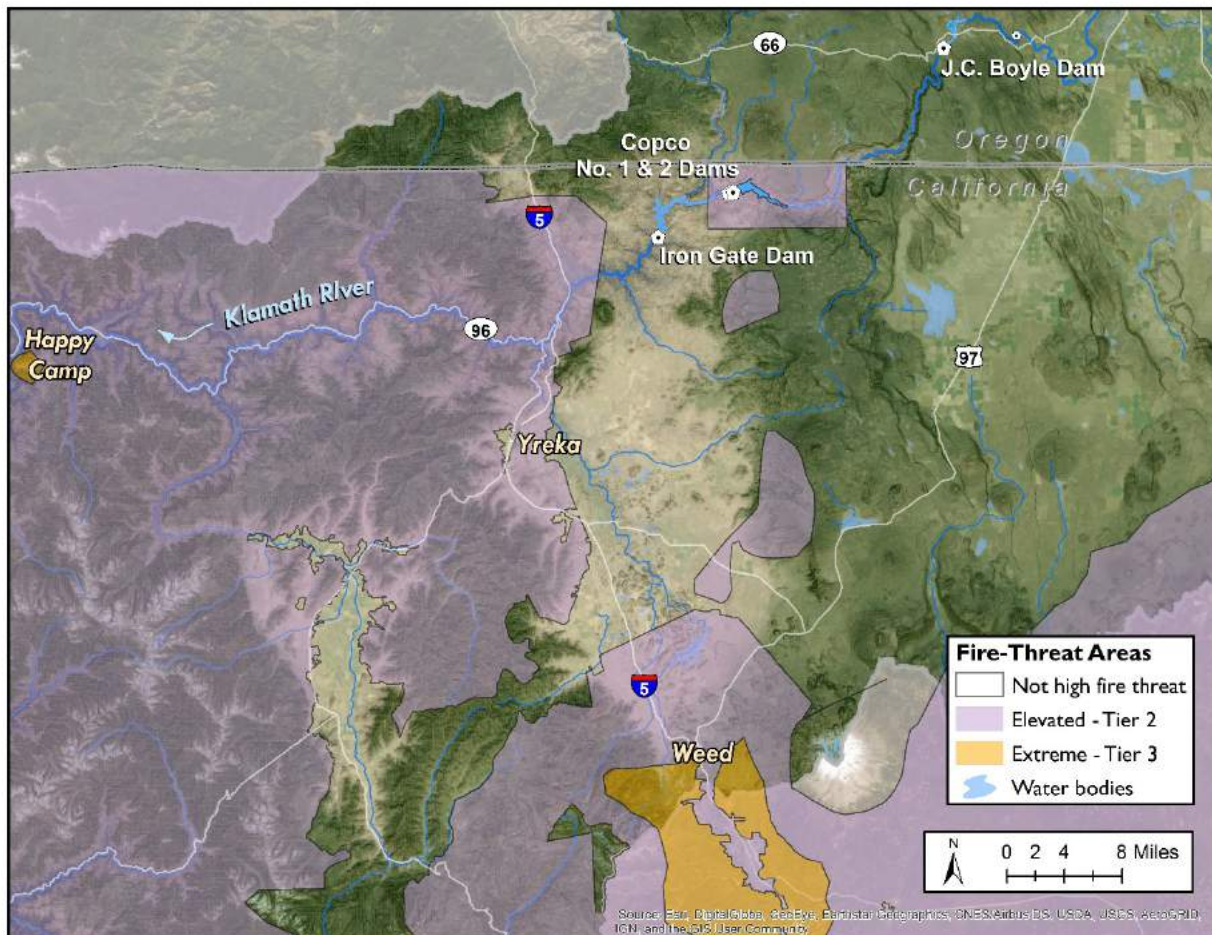 66
J.C. Boyle Dam
Oregon
California
Copco
No. 1 & 2 Dams
5
Iron Gate Dam
Klamath River
96
Happy
Camp
97
Yreka
5
Weed
Fire-Threat Areas
Not high fire threat
Elevated - Tier 2
Extreme - Tier 3
Water bodies
N
0 2 4 8 Miles
Source: Esri, DigitalGlobe, GeoEye, Earthstar Geographics, CNES/Airbus DS, USDA, USGS, AeroGRID,
IGN, and the GIS User Community